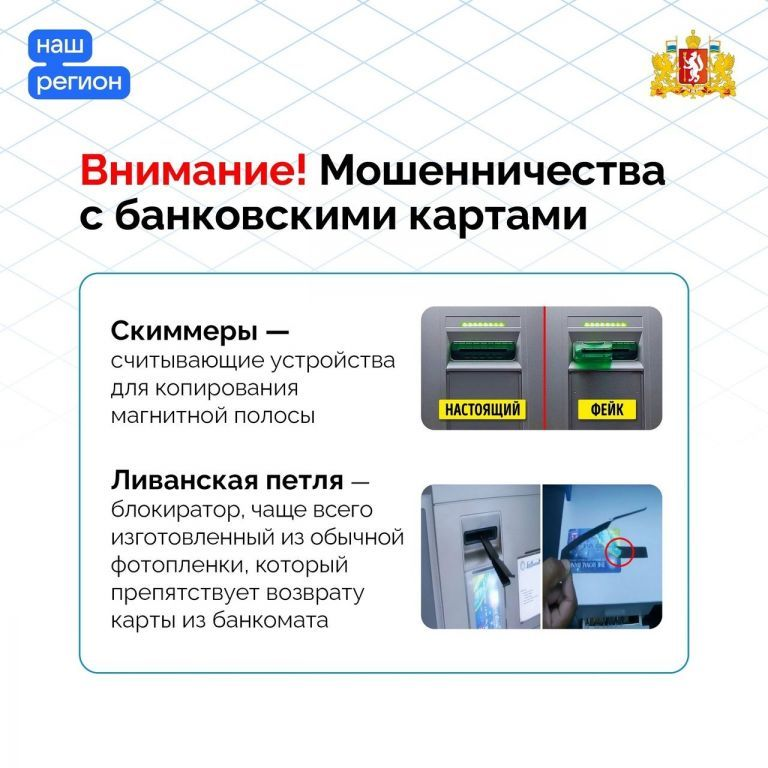 наш
регион
Внимание! Мошенничества
с банковскими картами
Скиммеры —
считывающие устройства
для копирования
магнитной полосы
НАСТОЯЩИЙ
ФЕЙК
Ливанская петля —
блокиратор, чаще всего
изготовленный из обычной
фотопленки, который
препятствует возврату
карты из банкомата